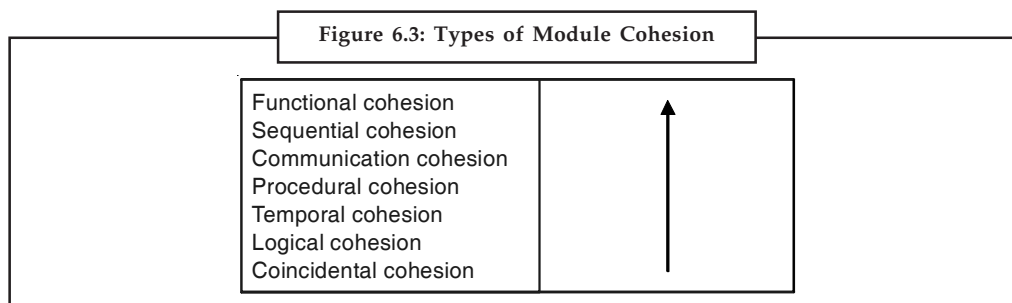 Figure 6.3: Types of Module Cohesion
Functional cohesion
Sequential cohesion
Communication cohesion
Procedural cohesion
Temporal cohesion
Logical cohesion
Coincidental cohesion